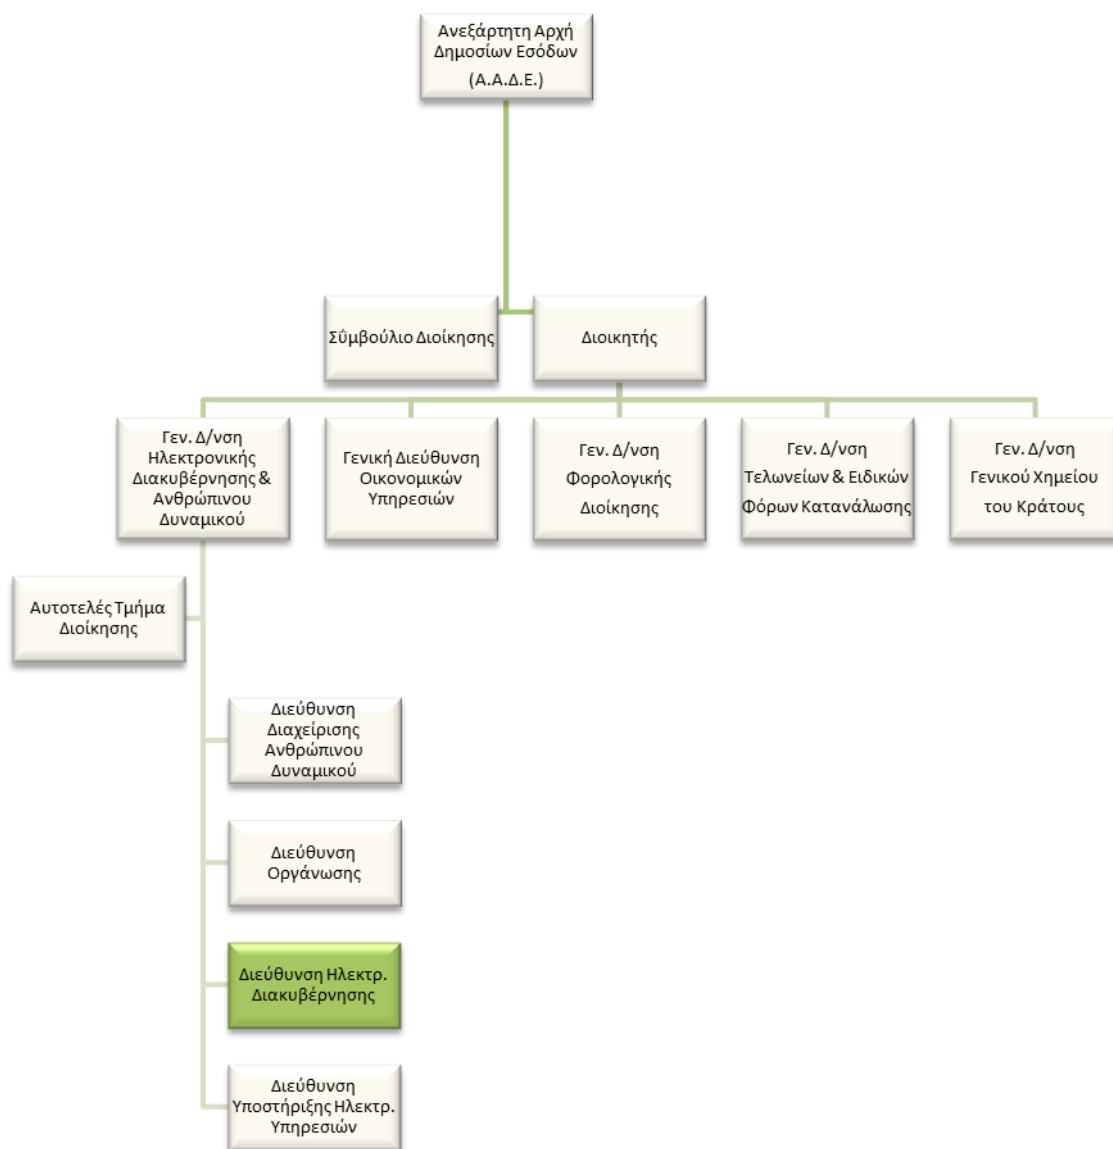 Ανεξάρτητη Αρχή
Δημοσίων Εσόδων
(Α.Α.Δ.Ε.)
Σΰμβούλιο Διοίκησης
Διοικητής
Γεν. Δ/νση
Ηλεκτρονικής
Διακυβέρνησης &
Ανθρώπινου
Δυναμικού
Γενική Διεύθυνση
Οικονομικών
Υπηρεσιών
Γεν. Δ/νση
Φορολογικής
Διοίκησης
Γεν. Δ/νση
Τελωνείων & Ειδικών
Φόρων Κατανάλωσης
Γεν. Δ/νση
Γενικού Χημείου
του Κράτους
Αυτοτελές Τμήμα
Διοίκησης
Διεύθυνση
Διαχείρισης
Ανθρώπινου
Δυναμικού
Διεύθυνση
Οργάνωσης
Διεύθυνση Ηλεκτρ.
Διακυβέρνησης
Διεύθυνση
Υποστήριξης Ηλεκτρ.
Υπηρεσιών